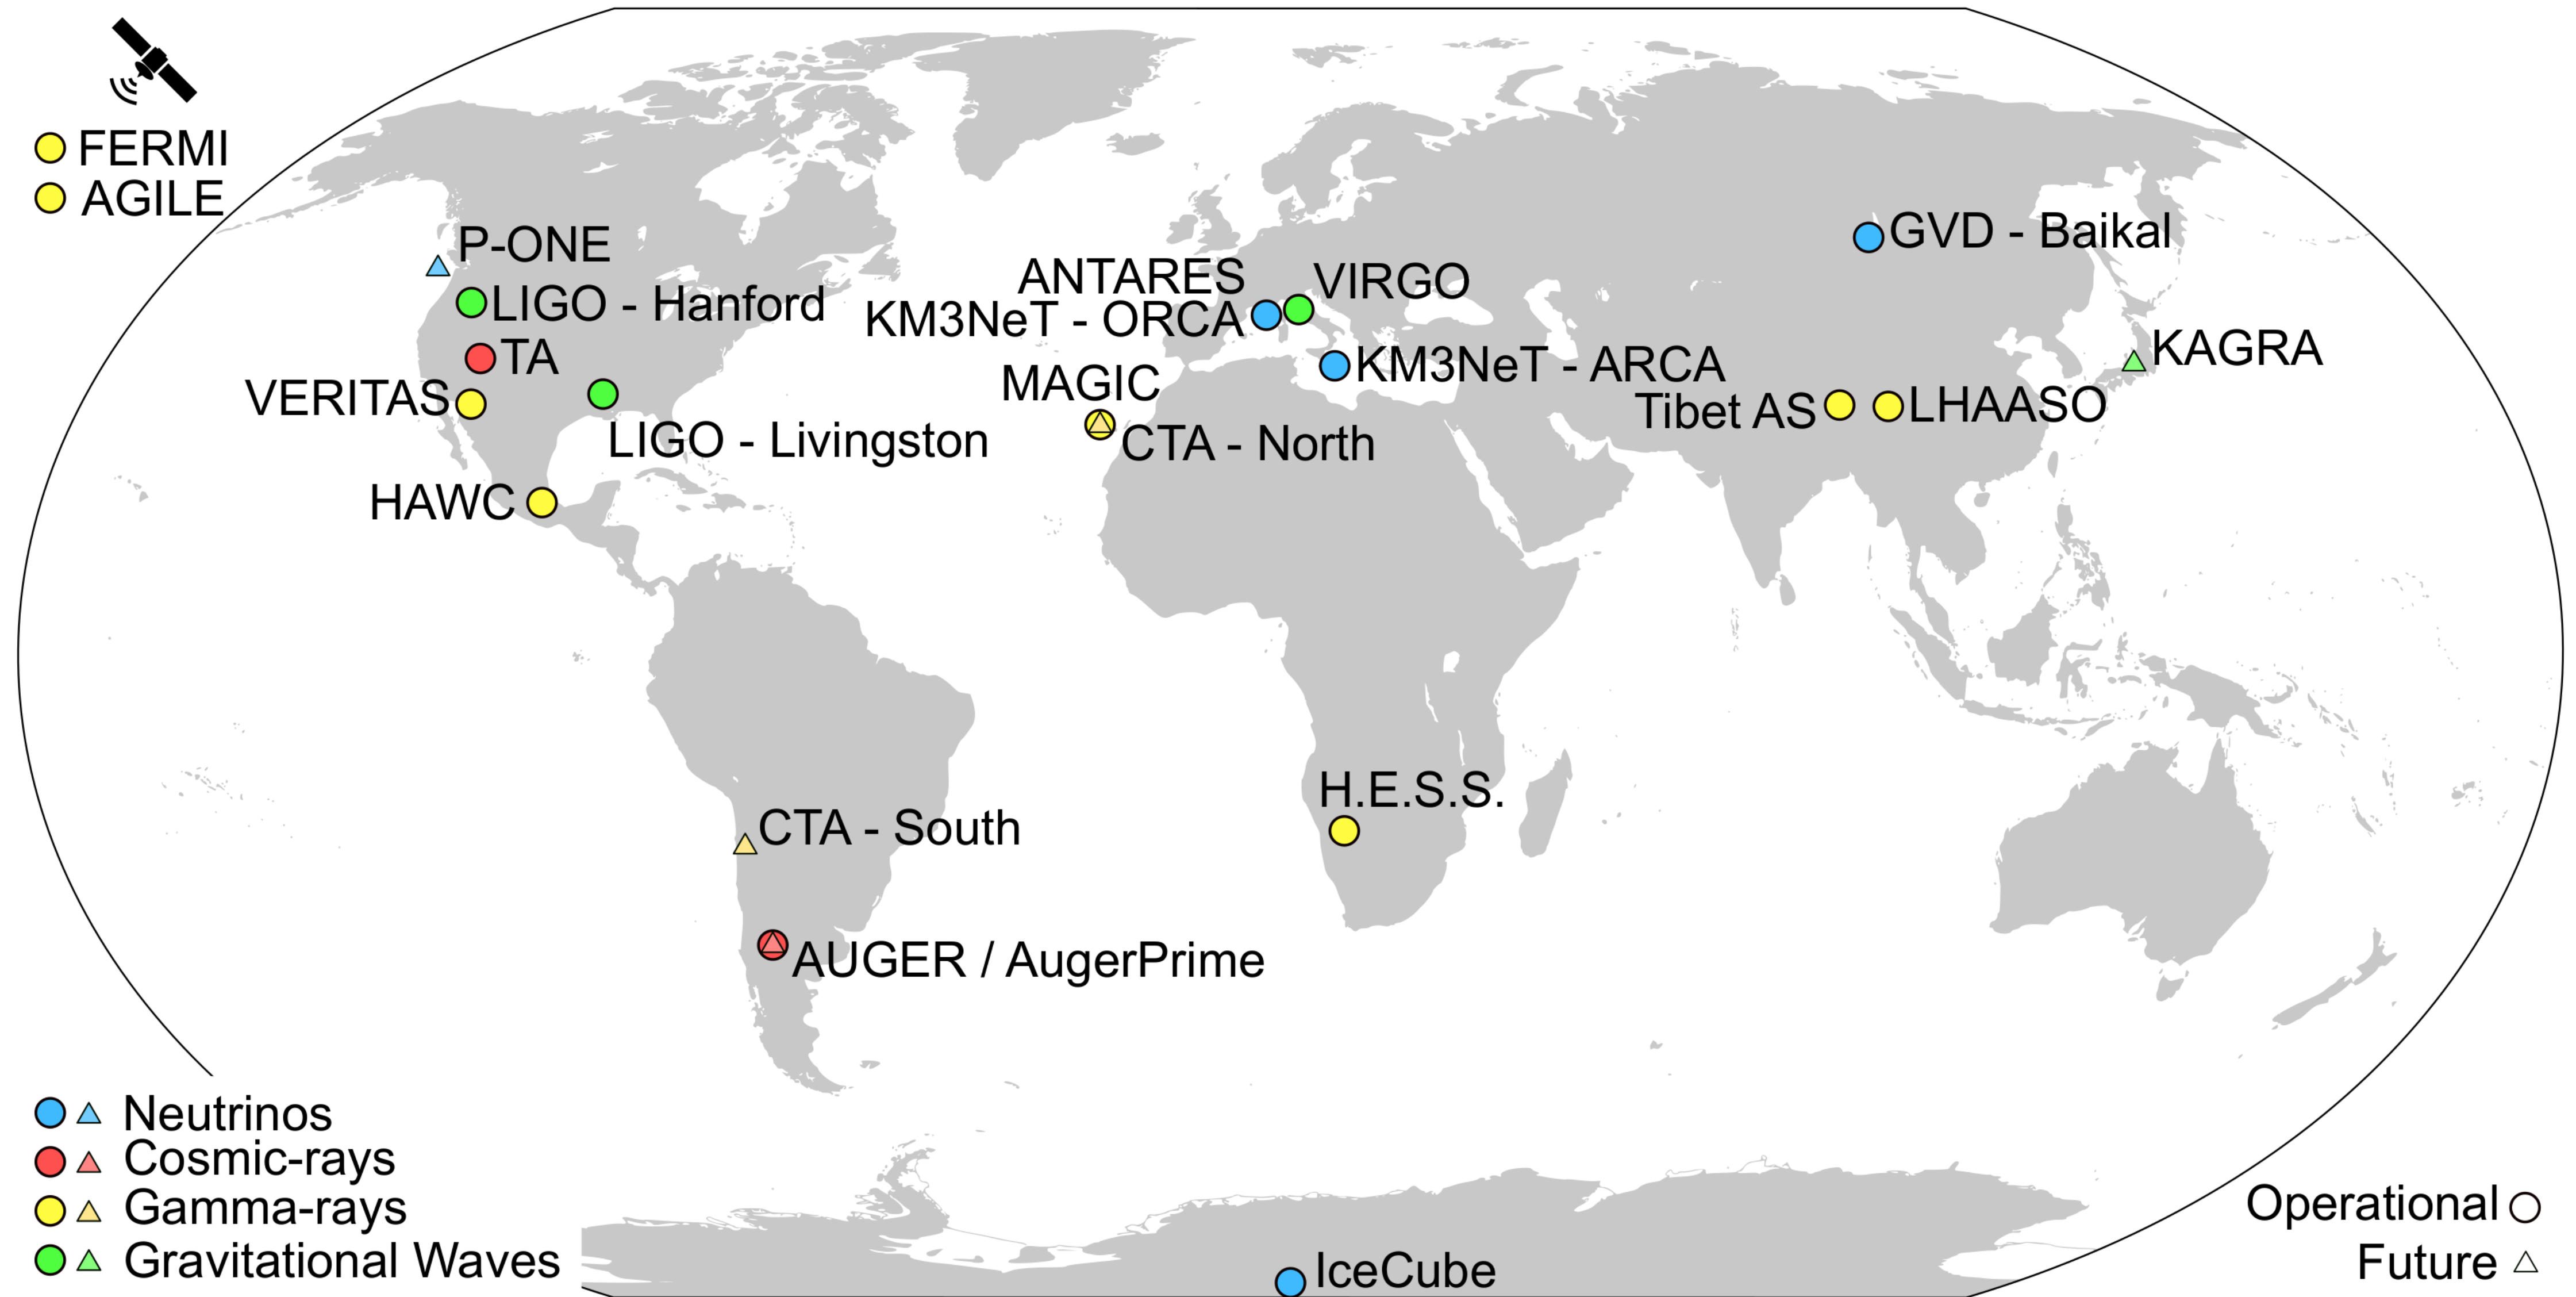 FERMI
AGILE
P-ONE
LIGO - Hanford
TA
VERITAS
LIGO - Livingston
HAWC
ANTARES
KM3NeT - ORCA
VIRGO
KM3NeT - ARCA
MAGIC
CTA - North
GVD - Baikal
KAGRA
Tibet AS
LHAASO
H.E.S.S.
CTA - South
AUGER / AugerPrime
IceCube
Neutrinos
Cosmic-rays
Gamma-rays
Gravitational Waves
Operational
Future